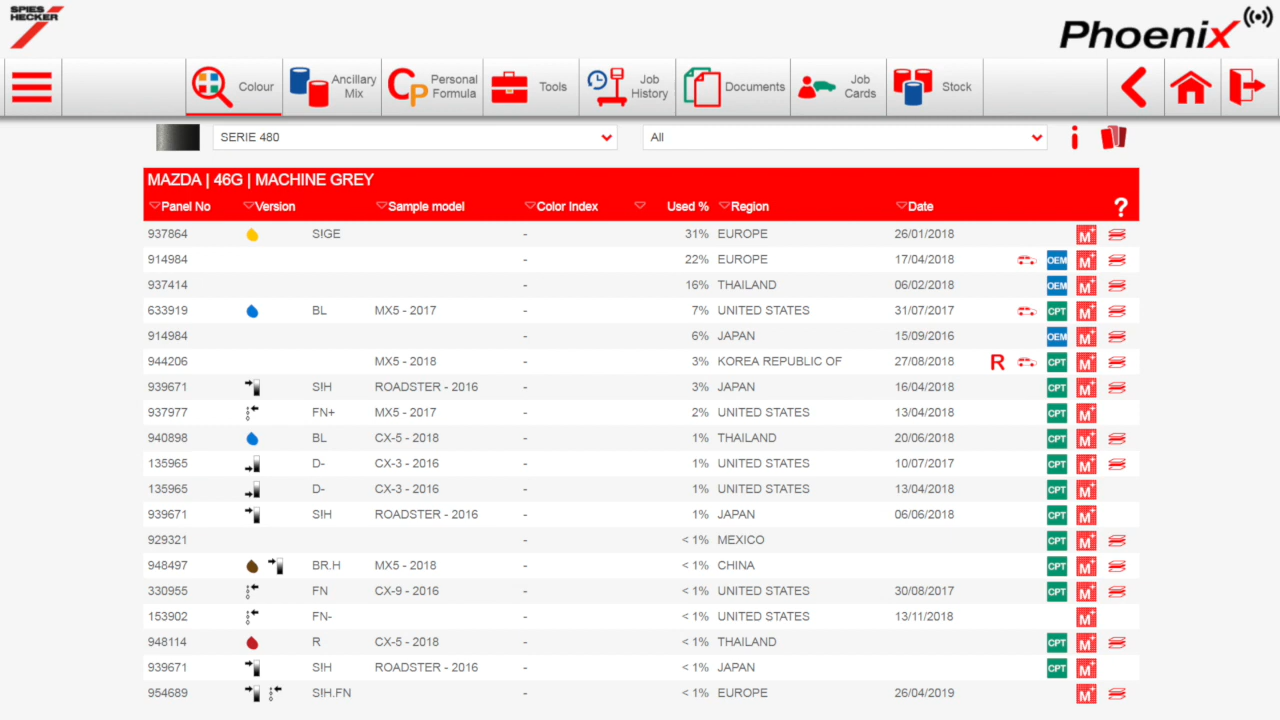 SPIES
HECKER
Phoenix
Colour
Ancillary
Mix
CP
Personal
Formula
Tools
Job
History
Documents
Job
Cards
Stock
SERIE 480
All
i
MAZDA | 46G | MACHINE GREY
Panel No Version Sample model Color Index Used % Region Date ?
937864 S!GE - 31% EUROPE 26/01/2018 M+
914984 - 22% EUROPE 17/04/2018 OEM M+
937414 - 16% THAILAND 06/02/2018 OEM M+
633919 BL MX5 - 2017 - 7% UNITED STATES 31/07/2017 CPT M+
914984 - 6% JAPAN 15/09/2016 OEM M+
944206 MX5 - 2018 - 3% KOREA REPUBLIC OF 27/08/2018 R CPT M+
939671 S!H ROADSTER - 2016 - 3% JAPAN 16/04/2018 CPT M+
937977 FN+ MX5 - 2017 - 2% UNITED STATES 13/04/2018 CPT M+
940898 BL CX-5 - 2018 - 1% THAILAND 20/06/2018 CPT M+
135965 D- CX-3 - 2016 - 1% UNITED STATES 10/07/2017 CPT M+
135965 D- CX-3 - 2016 - 1% UNITED STATES 13/04/2018 CPT M+
939671 S!H ROADSTER - 2016 - 1% JAPAN 06/06/2018 CPT M+
929321 - < 1% MEXICO CPT M+
948497 BR.H MX5 - 2018 - < 1% CHINA CPT M+
330955 FN CX-9 - 2016 - < 1% UNITED STATES 30/08/2017 CPT M+
153902 FN- - < 1% UNITED STATES 13/11/2018 M+
948114 R CX-5 - 2018 - < 1% THAILAND CPT M+
939671 S!H ROADSTER - 2016 - < 1% JAPAN CPT M+
954689 S!H.FN - < 1% EUROPE 26/04/2019 M+